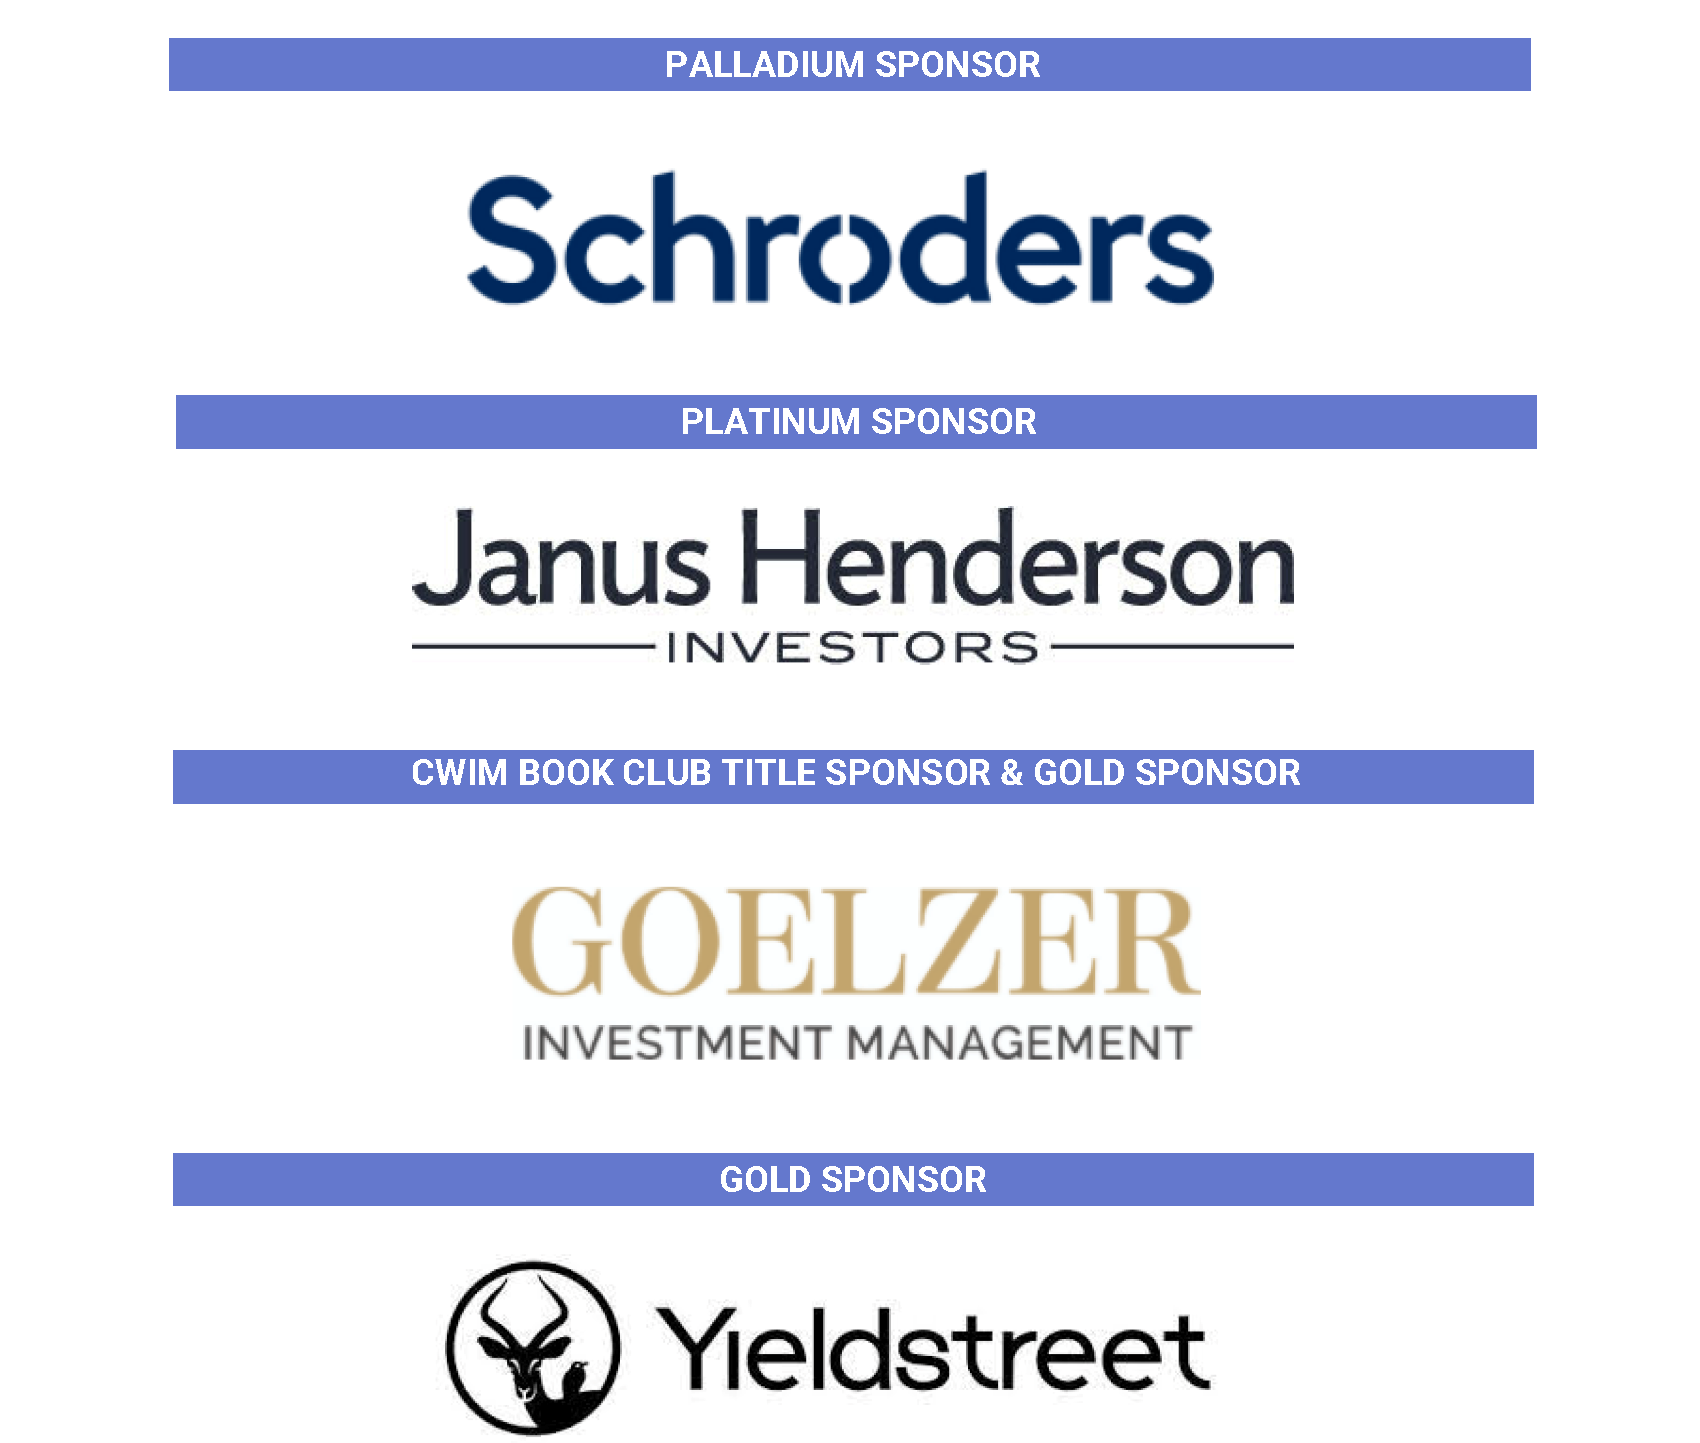 PALLADIUM SPONSOR
Schroders
PLATINUM SPONSOR
Janus Henderson
INVESTORS
CWIM BOOK CLUB TITLE SPONSOR & GOLD SPONSOR
GOELZER
INVESTMENT MANAGEMENT
GOLD SPONSOR
Yieldstreet